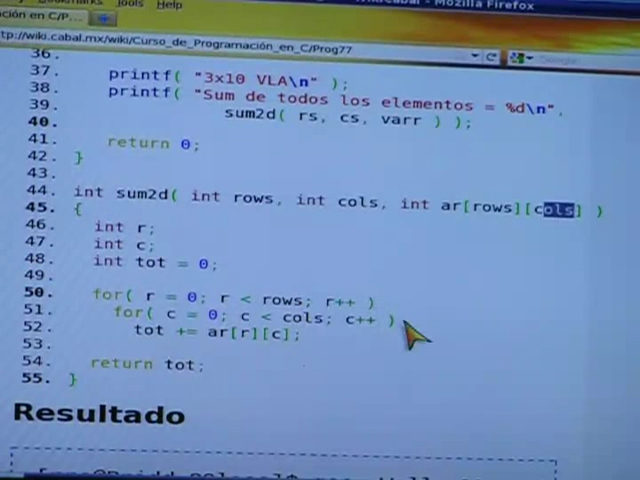 Tools Help
Mozilla Firefox
ción en C/P...
tp://wiki.cabal.mx/wiki/Curso_de_Programación_en_C/Prog77
36.
37. printf( "3x10 VLA\n" );
38. printf( "Sum de todos los elementos = %d\n",
39. sum2d( rs, cs, varr ) );
40.
41. return 0;
42. }
43.
44. int sum2d( int rows, int cols, int ar[rows][cols] )
45. {
46. int r;
47. int c;
48. int tot = 0;
49.
50. for( r = 0; r < rows; r++ )
51. for( c = 0; c < cols; c++ )
52. tot += ar[r][c];
53.
54. return tot;
55. }
Resultado